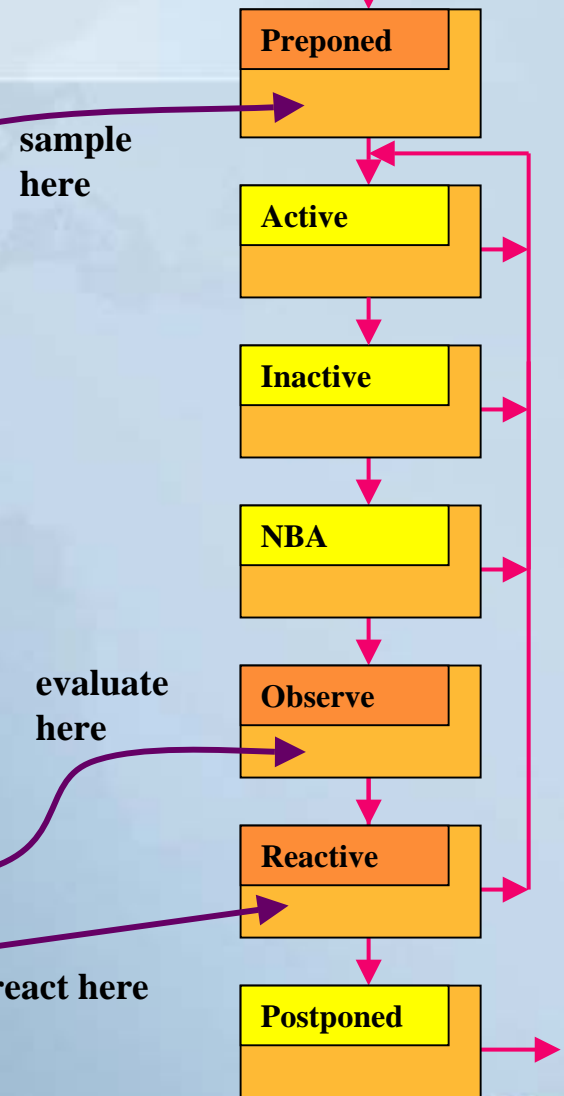 Preponed
sample
here
Active
Inactive
NBA
evaluate
here
Observe
Reactive
react here
Postponed